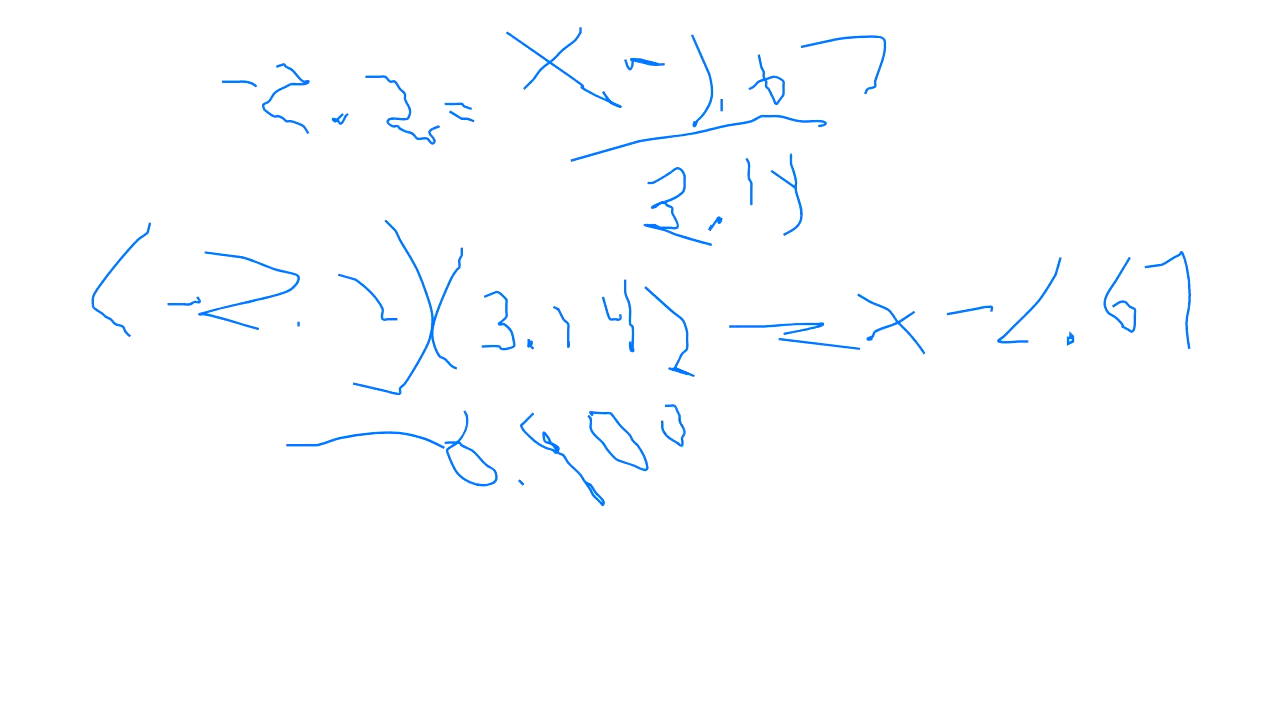 -2.2 = x - 1.67
3.14
(-2.2)(3.14) = x - 1.67
-6.908